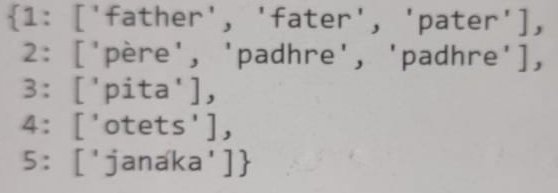 {1: ['father', 'fater', 'pater'],
2: ['père', 'padhre', 'padhre'],
3: ['pita'],
4: ['otets'],
5: ['janaka']}